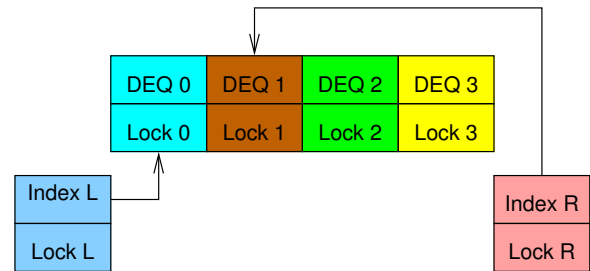 DEQ 0 DEQ 1 DEQ 2 DEQ 3
Lock 0 Lock 1 Lock 2 Lock 3
Index L Index R
Lock L Lock R